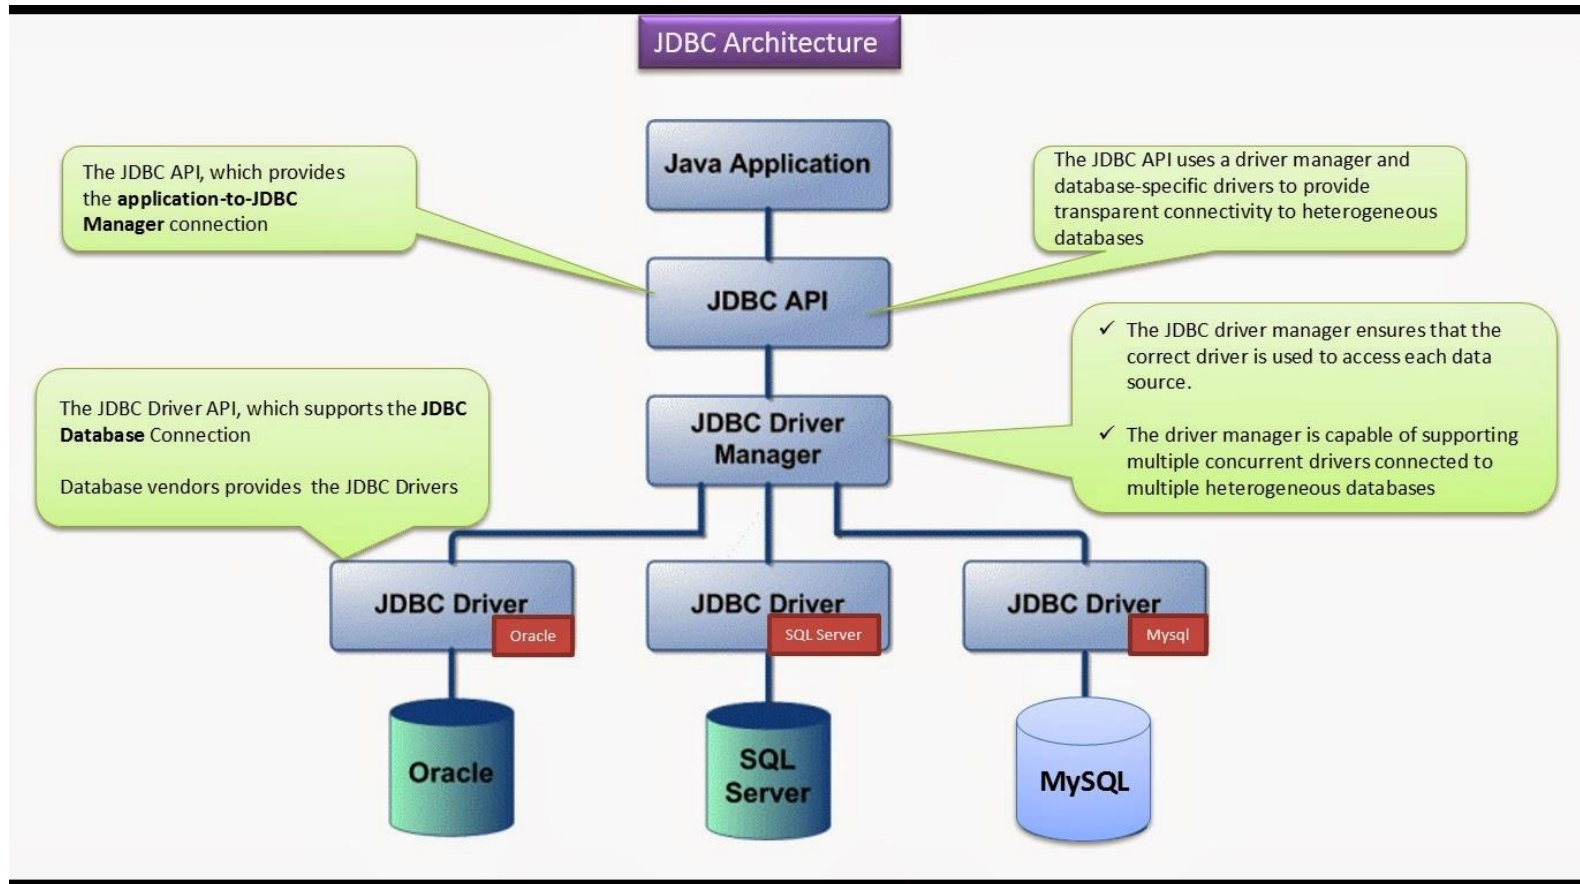 JDBC Architecture
Java Application
The JDBC API, which provides
the application-to-JDBC
Manager connection
The JDBC API uses a driver manager and
database-specific drivers to provide
transparent connectivity to heterogeneous
databases
JDBC API
✓ The JDBC driver manager ensures that the
correct driver is used to access each data
source.
✓ The driver manager is capable of supporting
multiple concurrent drivers connected to
multiple heterogeneous databases
The JDBC Driver API, which supports the JDBC
Database Connection
Database vendors provides the JDBC Drivers
JDBC Driver
Manager
JDBC Driver
Oracle
JDBC Driver
SQL Server
JDBC Driver
Mysql
Oracle
SQL
Server
MySQL